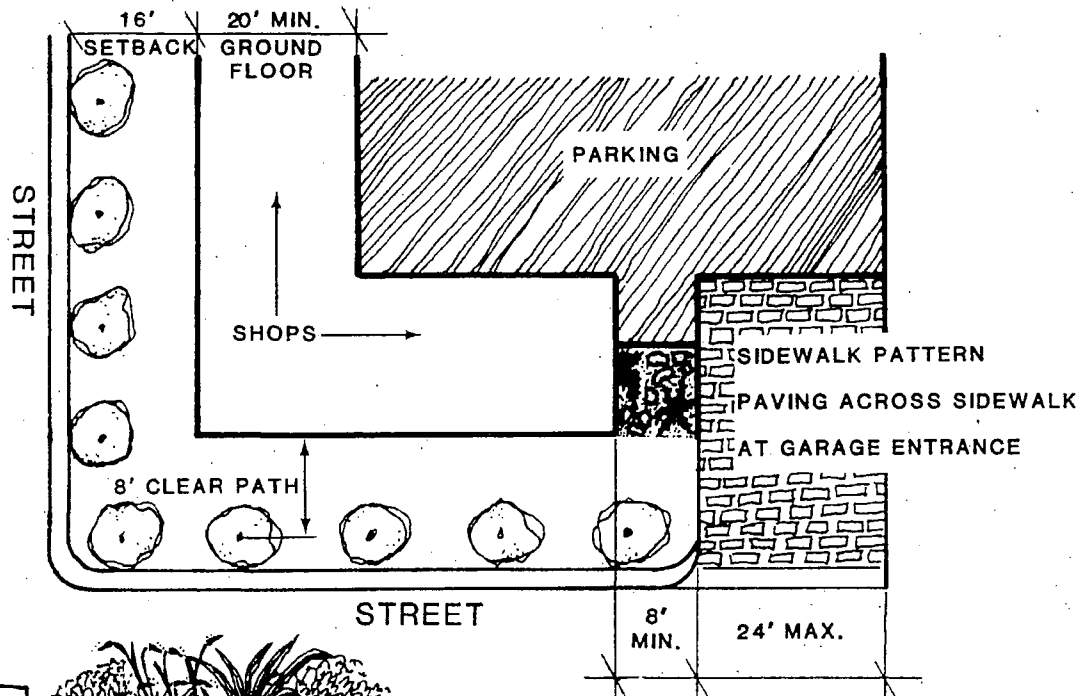 16' 20' MIN.
SETBACK GROUND
FLOOR
PARKING
STREET
SHOPS
SIDEWALK PATTERN
PAVING ACROSS SIDEWALK
AT GARAGE ENTRANCE
8' CLEAR PATH
STREET
8'
MIN.
24' MAX.